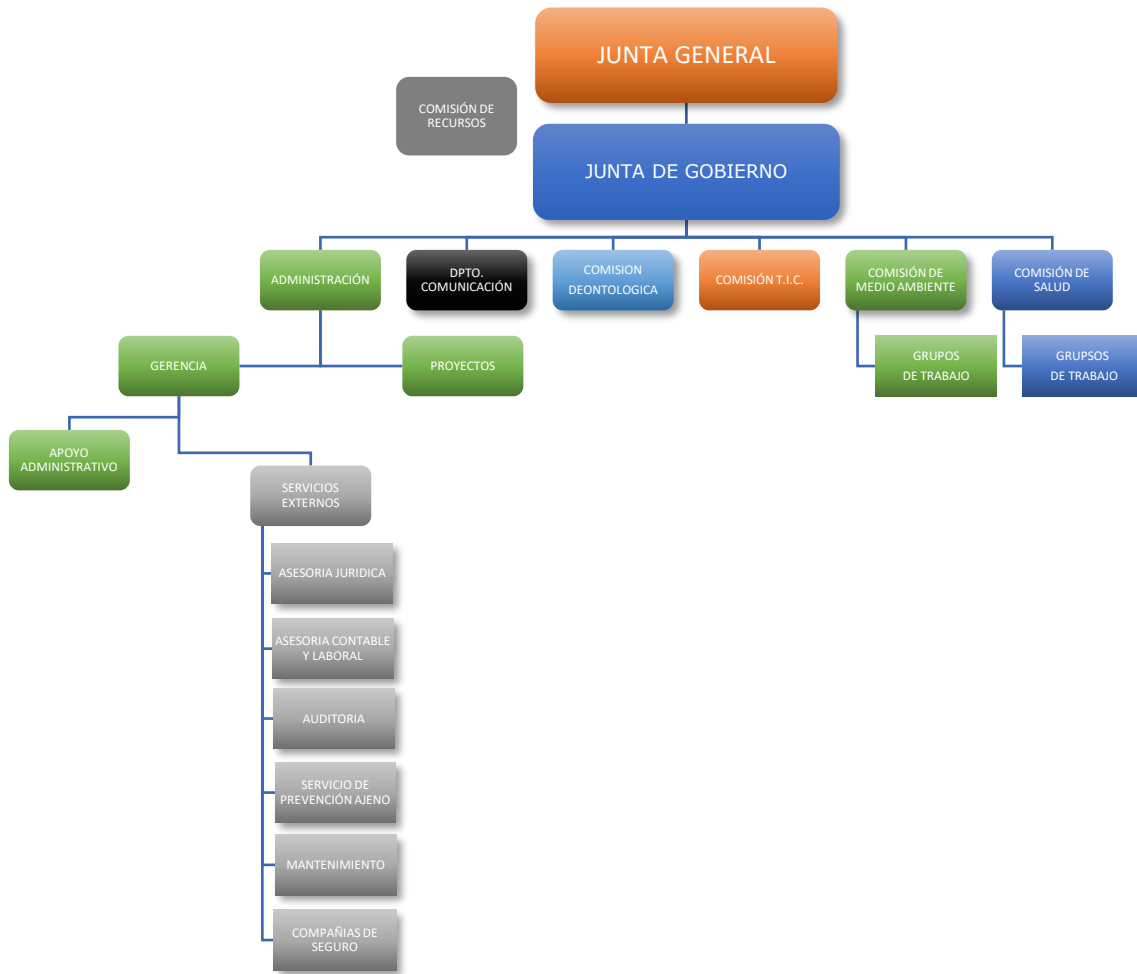 JUNTA GENERAL
COMISIÓN DE
RECURSOS
JUNTA DE GOBIERNO
ADMINISTRACIÓN
DPTO.
COMUNICACIÓN
COMISION
DEONTOLOGICA
COMISIÓN T.I.C.
COMISIÓN DE
MEDIO AMBIENTE
COMISIÓN DE
SALUD
GERENCIA
PROYECTOS
GRUPOS
DE TRABAJO
GRUPSOS
DE TRABAJO
APOYO
ADMINISTRATIVO
SERVICIOS
EXTERNOS
ASESORIA JURIDICA
ASESORIA CONTABLE
Y LABORAL
AUDITORIA
SERVICIO DE
PREVENCIÓN AJENO
MANTENIMIENTO
COMPAÑIAS DE
SEGURO